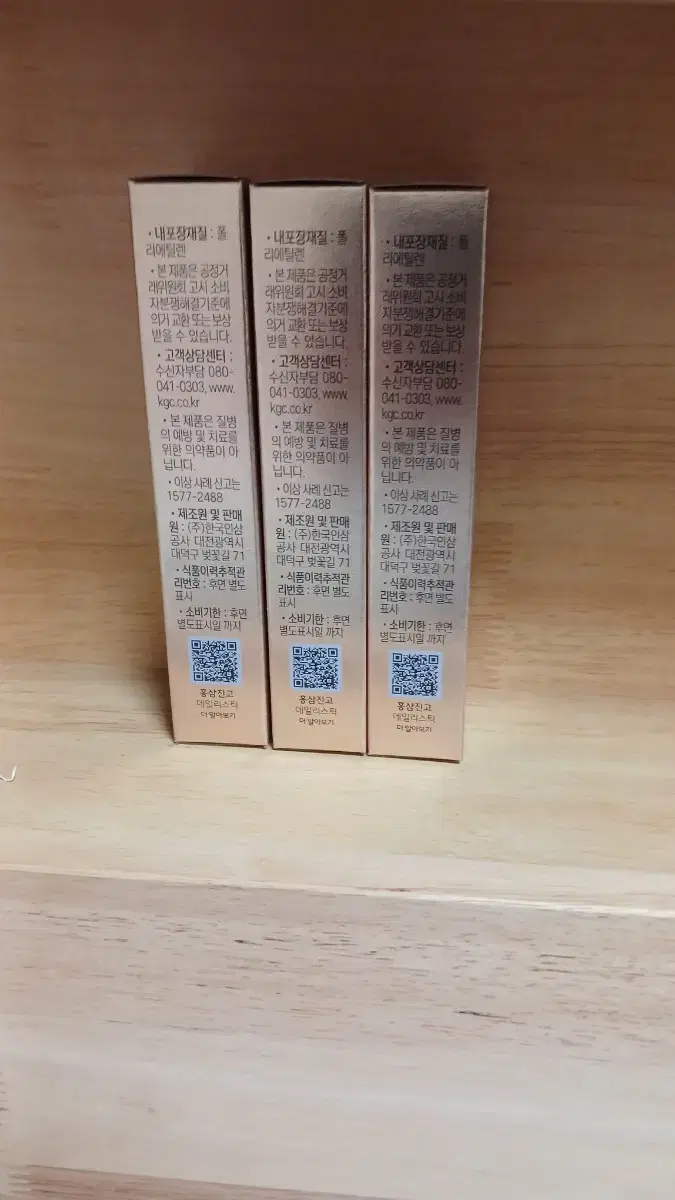 • 내포장재질 : 폴
리에틸렌
• 본 제품은 공정거
래위원회 고시 소비
자분쟁해결기준에
의거 교환 또는 보상
받을 수 있습니다.
• 고객상담센터 :
수신자부담 080-
041-0303, www.
kgc.co.kr
• 본 제품은 질병
의 예방 및 치료를
위한 의약품이 아
닙니다.
• 이상 사례 신고는
1577-2488
• 제조원 및 판매
원 : (주)한국인삼
공사 대전광역시
대덕구 벚꽃길 71
• 식품이력추적관
리번호 : 후면 별도
표시
• 소비기한 : 후면
별도표시일 까지
홍삼진고
데일리스틱
더 알아보기
• 내포장재질 : 폴
리에틸렌
• 본 제품은 공정거
래위원회 고시 소비
자분쟁해결기준에
의거 교환 또는 보상
받을 수 있습니다.
• 고객상담센터 :
수신자부담 080-
041-0303, www.
kgc.co.kr
• 본 제품은 질병
의 예방 및 치료를
위한 의약품이 아
닙니다.
• 이상 사례 신고는
1577-2488
• 제조원 및 판매
원 : (주)한국인삼
공사 대전광역시
대덕구 벚꽃길 71
• 식품이력추적관
리번호 : 후면 별도
표시
• 소비기한 : 후면
별도표시일 까지
홍삼진고
데일리스틱
더 알아보기
• 내포장재질 : 폴
리에틸렌
• 본 제품은 공정거
래위원회 고시 소비
자분쟁해결기준에
의거 교환 또는 보상
받을 수 있습니다.
• 고객상담센터 :
수신자부담 080-
041-0303, www.
kgc.co.kr
• 본 제품은 질병
의 예방 및 치료를
위한 의약품이 아
닙니다.
• 이상 사례 신고는
1577-2488
• 제조원 및 판매
원 : (주)한국인삼
공사 대전광역시
대덕구 벚꽃길 71
• 식품이력추적관
리번호 : 후면 별도
표시
• 소비기한 : 후면
별도표시일 까지
홍삼진고
데일리스틱
더 알아보기